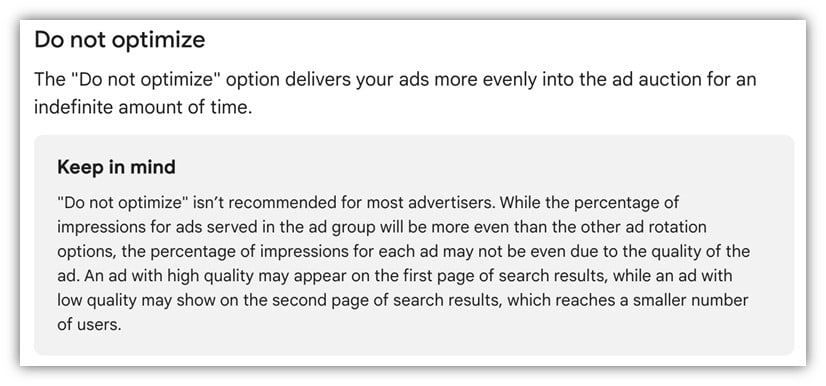 Do not optimize
The "Do not optimize" option delivers your ads more evenly into the ad auction for an
indefinite amount of time.
Keep in mind
"Do not optimize" isn’t recommended for most advertisers. While the percentage of
impressions for ads served in the ad group will be more even than the other ad rotation
options, the percentage of impressions for each ad may not be even due to the quality of the
ad. An ad with high quality may appear on the first page of search results, while an ad with
low quality may show on the second page of search results, which reaches a smaller number
of users.